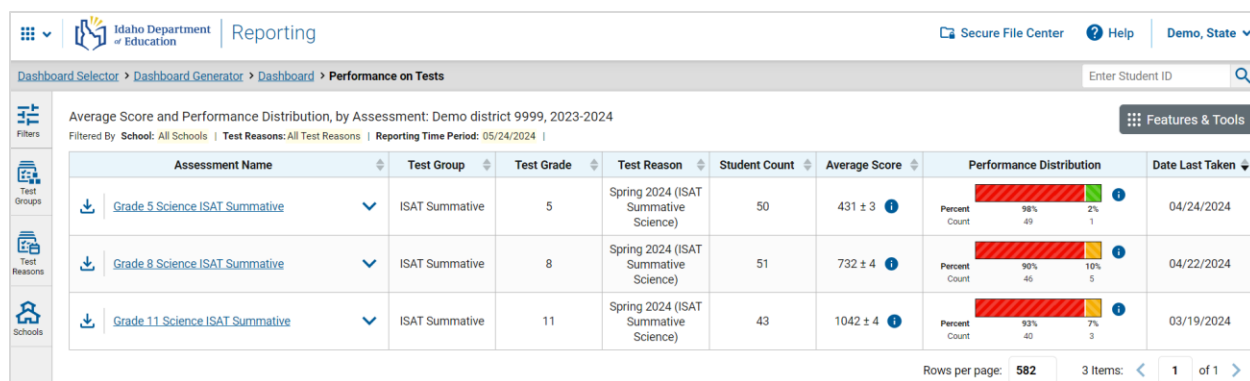 Idaho Department
of Education
Reporting
Secure File Center
Help
Demo, State
Dashboard Selector > Dashboard Generator > Dashboard > Performance on Tests
Enter Student ID
Filters
Test
Groups
Test
Reasons
Schools
Average Score and Performance Distribution, by Assessment: Demo district 9999, 2023-2024
Filtered By School: All Schools | Test Reasons: All Test Reasons | Reporting Time Period: 05/24/2024 |
Features & Tools
Assessment Name Test Group Test Grade Test Reason Student Count Average Score Performance Distribution Date Last Taken
Grade 5 Science ISAT Summative
ISAT Summative
5
Spring 2024 (ISAT
Summative
Science)
50
431 ± 3
Percent 98% 2%
Count 49 1
04/24/2024
Grade 8 Science ISAT Summative
ISAT Summative
8
Spring 2024 (ISAT
Summative
Science)
51
732 ± 4
Percent 90% 10%
Count 46 5
04/22/2024
Grade 11 Science ISAT Summative
ISAT Summative
11
Spring 2024 (ISAT
Summative
Science)
43
1042 ± 4
Percent 93% 7%
Count 40 3
03/19/2024
Rows per page: 582 3 Items: 1 of 1